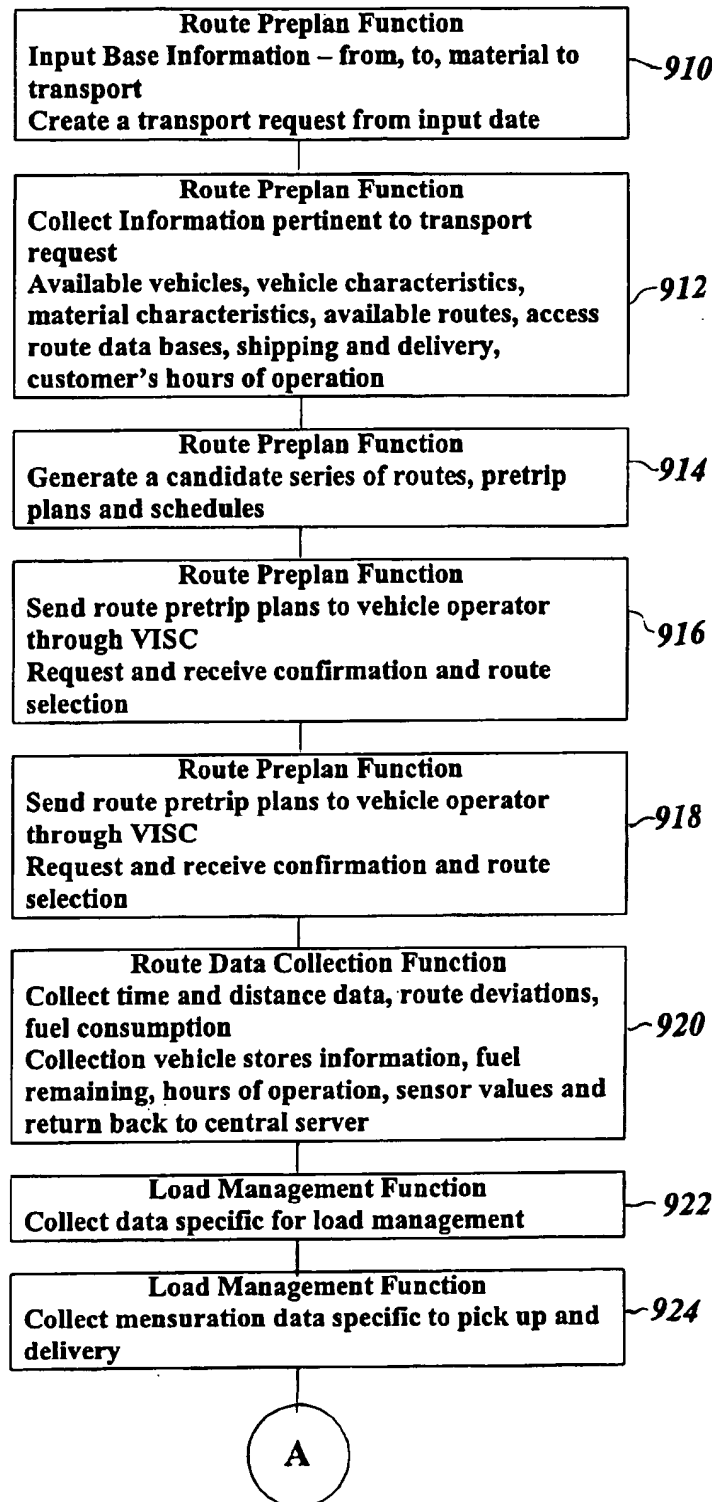 Route Preplan Function
Input Base Information – from, to, material to
transport
Create a transport request from input date
910
Route Preplan Function
Collect Information pertinent to transport
request
Available vehicles, vehicle characteristics,
material characteristics, available routes, access
route data bases, shipping and delivery,
customer's hours of operation
912
Route Preplan Function
Generate a candidate series of routes, pretrip
plans and schedules
914
Route Preplan Function
Send route pretrip plans to vehicle operator
through VISC
Request and receive confirmation and route
selection
916
Route Preplan Function
Send route pretrip plans to vehicle operator
through VISC
Request and receive confirmation and route
selection
918
Route Data Collection Function
Collect time and distance data, route deviations,
fuel consumption
Collection vehicle stores information, fuel
remaining, hours of operation, sensor values and
return back to central server
920
Load Management Function
Collect data specific for load management
922
Load Management Function
Collect mensuration data specific to pick up and
delivery
924
A